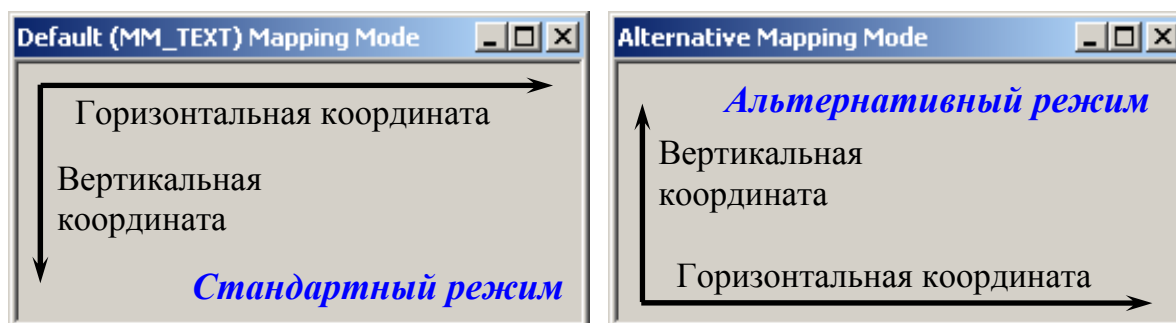 Default (MM_TEXT) Mapping Mode
Горизонтальная координата
Вертикальная
координата
Стандартный режим
Alternative Mapping Mode
Альтернативный режим
Вертикальная
координата
Горизонтальная координата